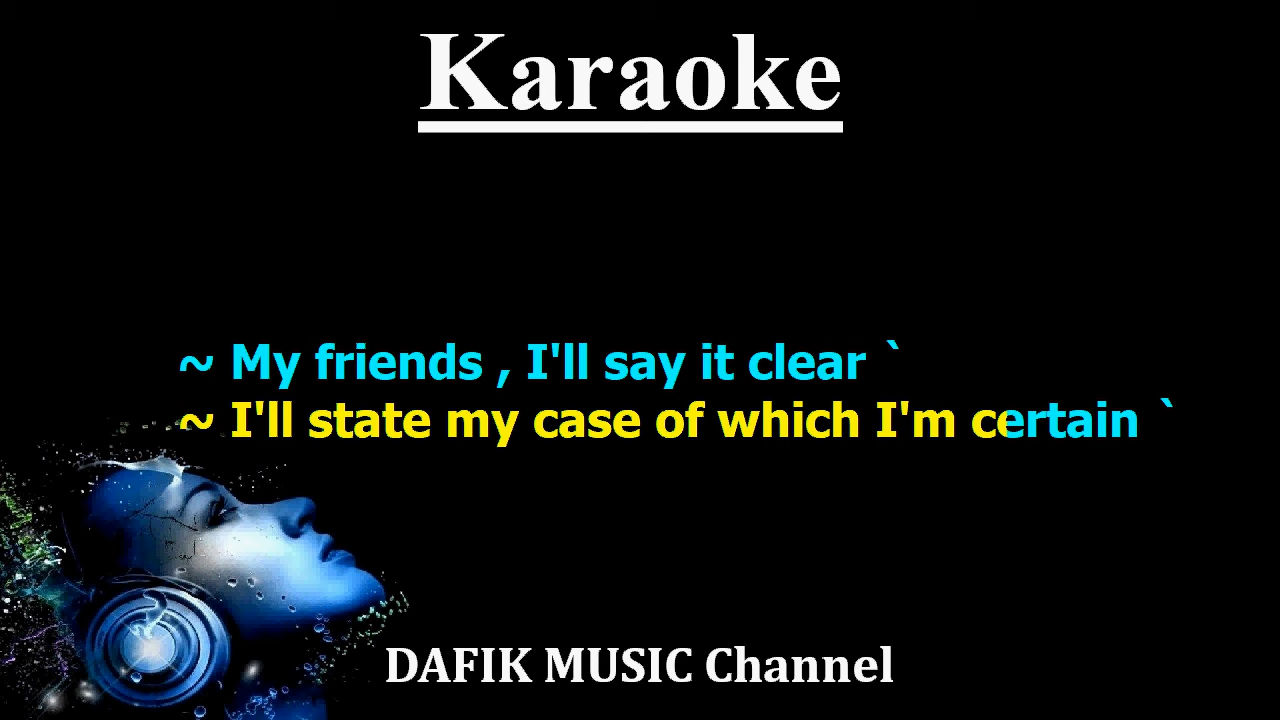 Karaoke
~ My friends , I'll say it clear `
~ I'll state my case of which I'm certain `
DAFIK MUSIC Channel